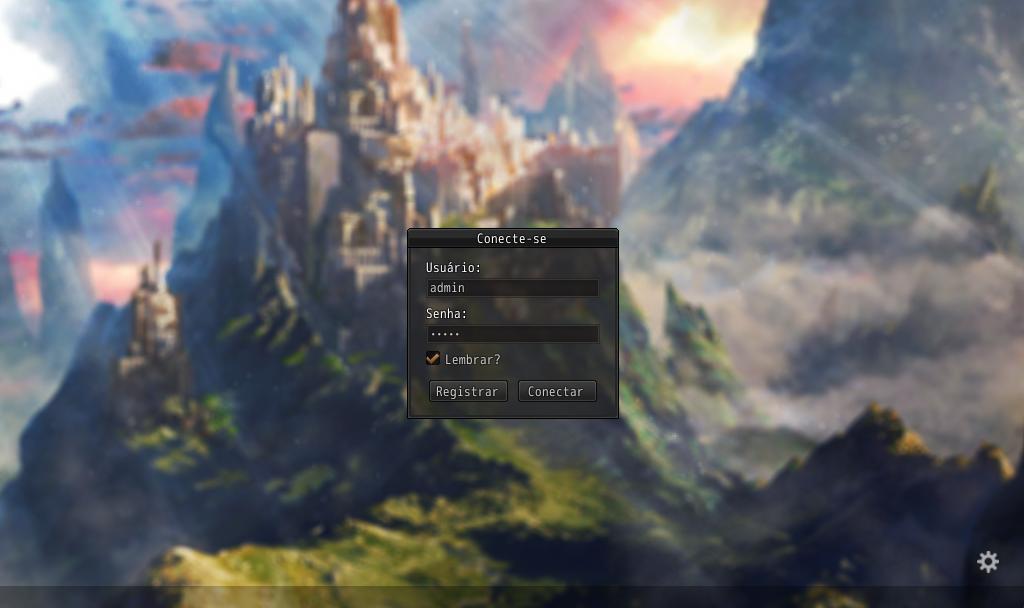 Conecte-se
Usuário:
admin
Senha:
•••••
Lembrar?
Registrar Conectar